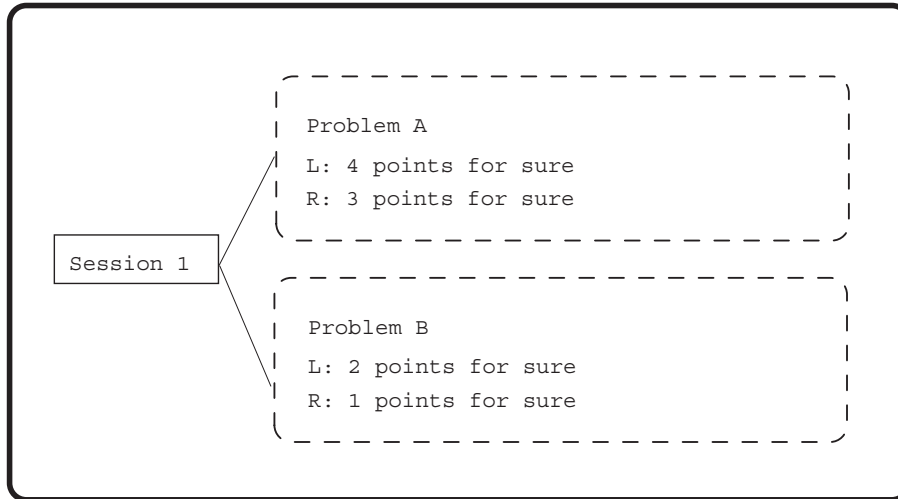 Problem A
L: 4 points for sure
R: 3 points for sure
Session 1
Problem B
L: 2 points for sure
R: 1 points for sure